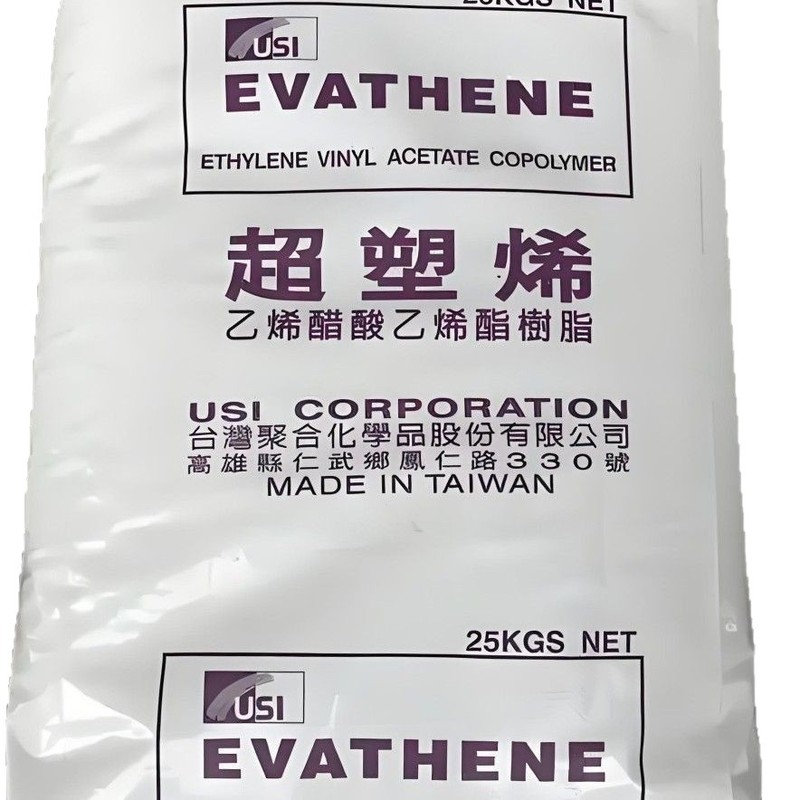 25KGS NET
USI
EVATHENE
ETHYLENE VINYL ACETATE COPOLYMER
超塑烯
乙烯醋酸乙烯酯樹脂
USI CORPORATION
台灣聚合化學品股份有限公司
高雄縣仁武鄉鳳仁路330號
MADE IN TAIWAN
25KGS NET
USI
EVATHENE